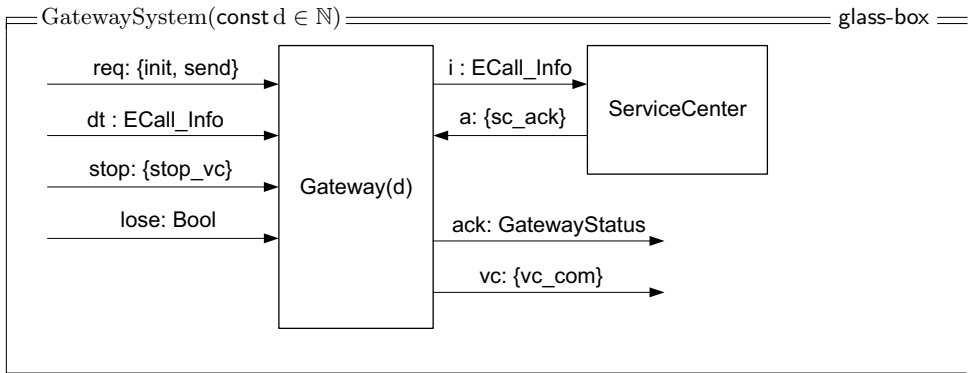 GatewaySystem(const d ∈ ℕ) glass-box
req: {init, send}
dt : ECall_Info
stop: {stop_vc}
lose: Bool
Gateway(d)
i : ECall_Info
a: {sc_ack}
ServiceCenter
ack: GatewayStatus
vc: {vc_com}